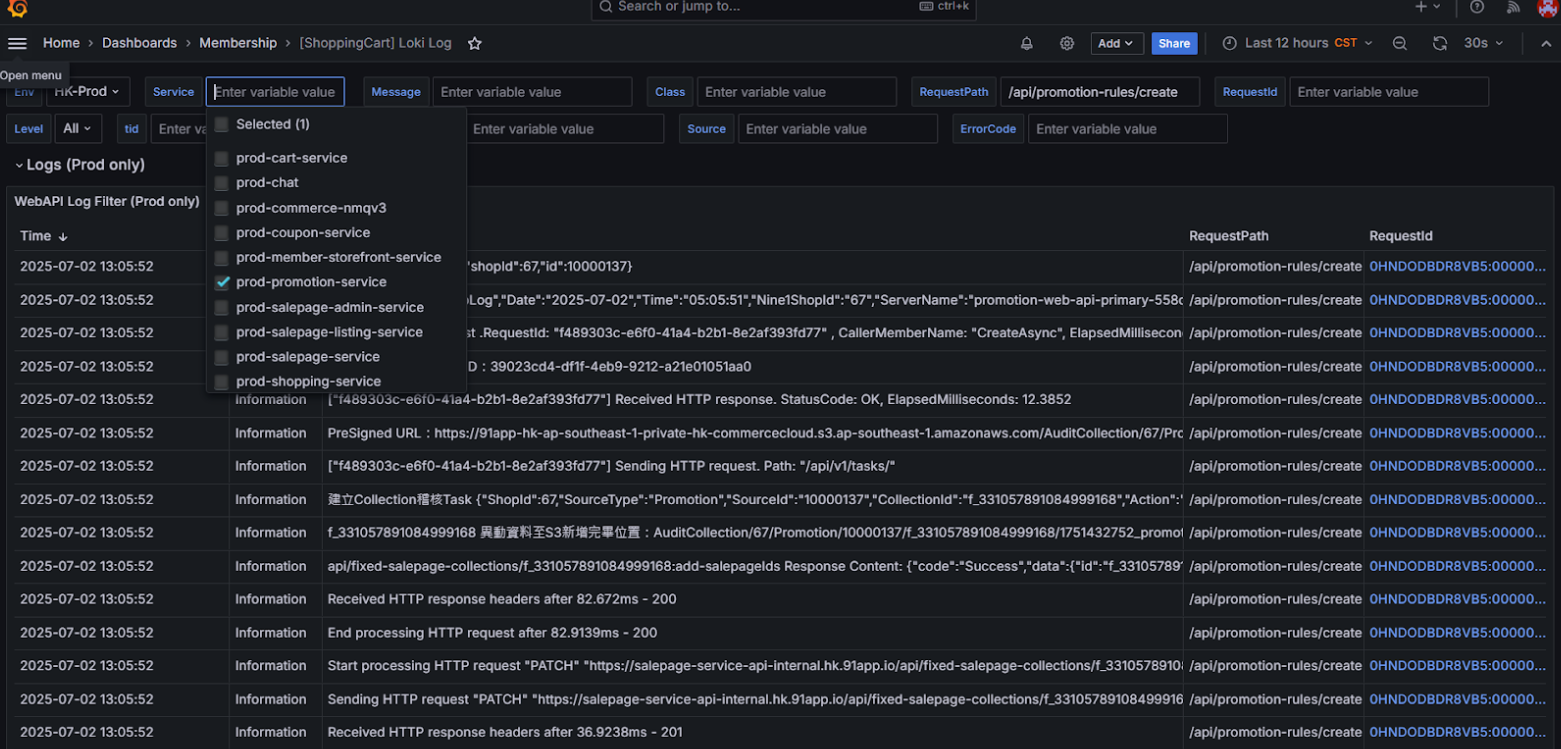 Search or jump to... ctrl+k
Home › Dashboards › Membership › [ShoppingCart] Loki Log Add Share Last 12 hours CST 30s
Open menu
Env HK-Prod Service Enter variable value Message Enter variable value Class Enter variable value RequestPath /api/promotion-rules/create RequestId Enter variable value
Level All tid Enter va Enter variable value Source Enter variable value ErrorCode Enter variable value
Selected (1)
prod-cart-service
prod-chat
prod-commerce-nmqv3
prod-coupon-service
prod-member-storefront-service
prod-promotion-service
prod-salepage-admin-service
prod-salepage-listing-service
prod-salepage-service
prod-shopping-service
Logs (Prod only)
WebAPI Log Filter (Prod only)
Time ↓ RequestPath RequestId
2025-07-02 13:05:52 "shopId":67,"id":10000137} /api/promotion-rules/create 0HNDODBDR8VB5:00000...
2025-07-02 13:05:52 Log","Date":"2025-07-02","Time":"05:05:51","Nine1ShopId":"67","ServerName":"promotion-web-api-primary-558c /api/promotion-rules/create 0HNDODBDR8VB5:00000...
2025-07-02 13:05:52 st .RequestId: "f489303c-e6f0-41a4-b2b1-8e2af393fd77" , CallerMemberName: "CreateAsync", ElapsedMillisecon /api/promotion-rules/create 0HNDODBDR8VB5:00000...
2025-07-02 13:05:52 D：39023cd4-df1f-4eb9-9212-a21e01051aa0 /api/promotion-rules/create 0HNDODBDR8VB5:00000...
2025-07-02 13:05:52 Information ["f489303c-e6f0-41a4-b2b1-8e2af393fd77"] Received HTTP response. StatusCode: OK, ElapsedMilliseconds: 12.3852 /api/promotion-rules/create 0HNDODBDR8VB5:00000...
2025-07-02 13:05:52 Information PreSigned URL：https://91app-hk-ap-southeast-1-private-hk-commercecloud.s3.ap-southeast-1.amazonaws.com/AuditCollection/67/Pro /api/promotion-rules/create 0HNDODBDR8VB5:00000...
2025-07-02 13:05:52 Information ["f489303c-e6f0-41a4-b2b1-8e2af393fd77"] Sending HTTP request. Path: "/api/v1/tasks/" /api/promotion-rules/create 0HNDODBDR8VB5:00000...
2025-07-02 13:05:52 Information 建立Collection稽核Task {"ShopId":67,"SourceType":"Promotion","SourceId":"10000137","CollectionId":"f_331057891084999168","Action":" /api/promotion-rules/create 0HNDODBDR8VB5:00000...
2025-07-02 13:05:52 Information f_331057891084999168 異動資料至S3新增完畢位置：AuditCollection/67/Promotion/10000137/f_331057891084999168/1751432752_promot /api/promotion-rules/create 0HNDODBDR8VB5:00000...
2025-07-02 13:05:52 Information api/fixed-salepage-collections/f_331057891084999168:add-salepageIds Response Content: {"code":"Success","data":{"id":"f_3310578 /api/promotion-rules/create 0HNDODBDR8VB5:00000...
2025-07-02 13:05:52 Information Received HTTP response headers after 82.672ms - 200 /api/promotion-rules/create 0HNDODBDR8VB5:00000...
2025-07-02 13:05:52 Information End processing HTTP request after 82.9139ms - 200 /api/promotion-rules/create 0HNDODBDR8VB5:00000...
2025-07-02 13:05:52 Information Start processing HTTP request "PATCH" "https://salepage-service-api-internal.hk.91app.io/api/fixed-salepage-collections/f_3310578910 /api/promotion-rules/create 0HNDODBDR8VB5:00000...
2025-07-02 13:05:52 Information Sending HTTP request "PATCH" "https://salepage-service-api-internal.hk.91app.io/api/fixed-salepage-collections/f_331057891084999168 /api/promotion-rules/create 0HNDODBDR8VB5:00000...
2025-07-02 13:05:52 Information Received HTTP response headers after 36.9238ms - 201 /api/promotion-rules/create 0HNDODBDR8VB5:00000...